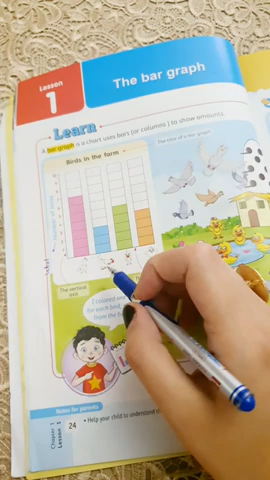 Lesson
1
The bar graph
Learn
A bar graph is a chart uses bars (or columns) to show amounts.
Birds in the farm
The title of bar graph
The vertical
axis
I colored one
for each bird
from the
Notes for parents
Chapter 1
Lesson 1
24
• Help your child to understand